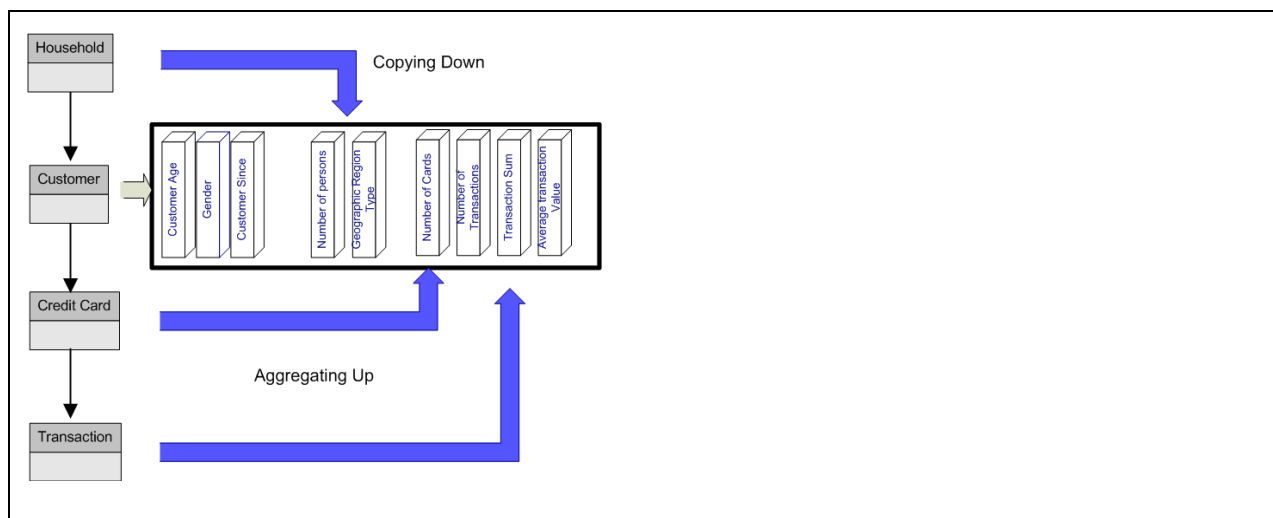 Household
Copying Down
Customer
Customer Age
Gender
Customer Since
Number of persons
Geographic Region
Type
Number of Cards
Number of
Transactions
Transaction Sum
Average transaction
Value
Credit Card
Aggregating Up
Transaction